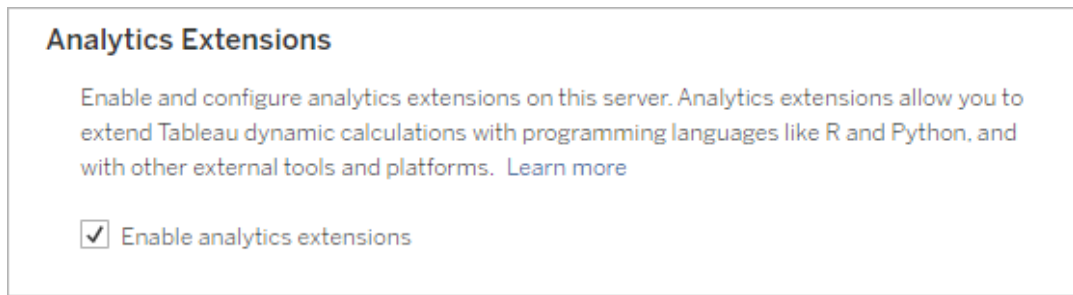 Analytics Extensions
Enable and configure analytics extensions on this server. Analytics extensions allow you to
extend Tableau dynamic calculations with programming languages like R and Python, and
with other external tools and platforms. Learn more
Enable analytics extensions